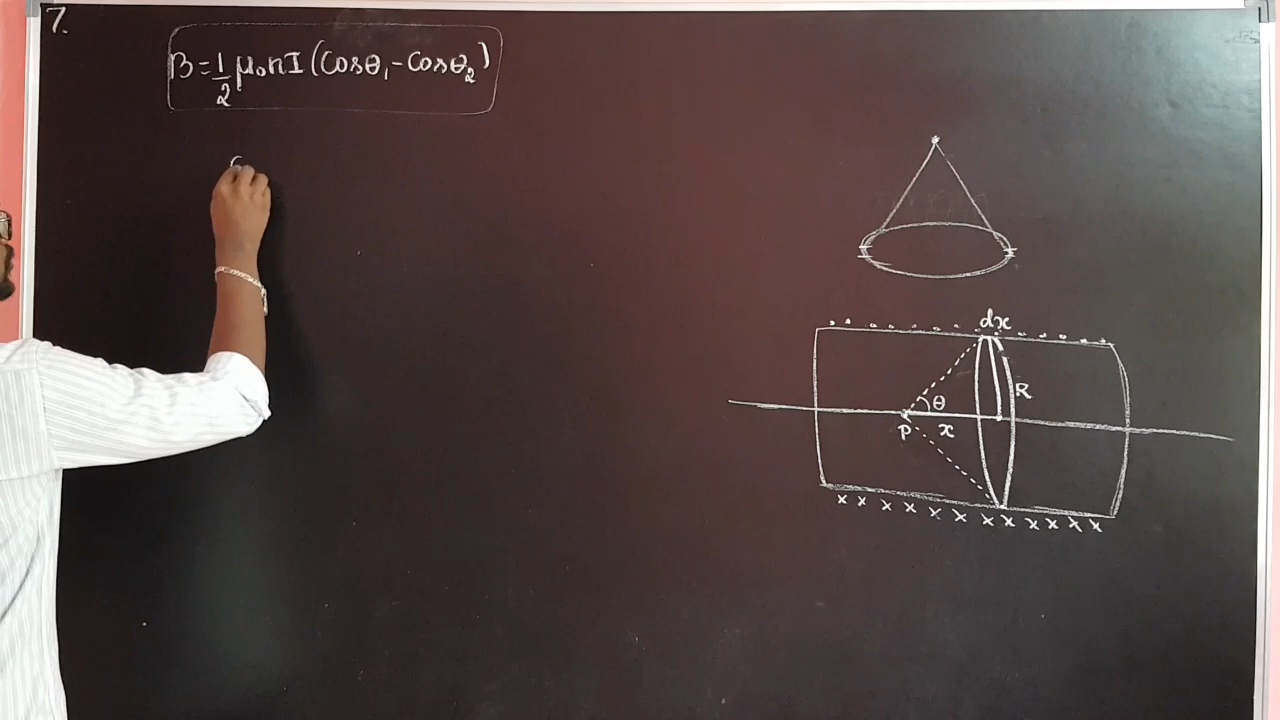 7.
B = 1/2 μ₀nI (Cosθ₁ - Cosθ₂)
dx
R
θ
P x
x x x x x x x x x x x x